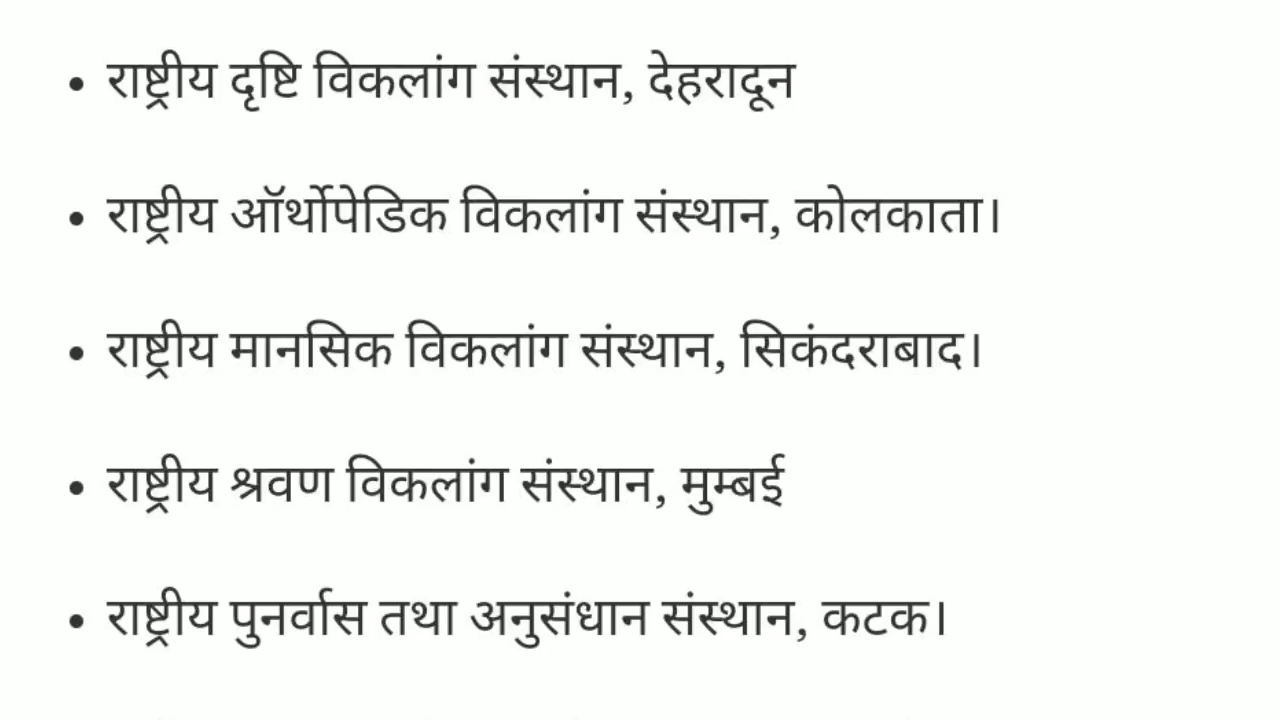 • राष्ट्रीय दृष्टि विकलांग संस्थान, देहरादून
• राष्ट्रीय ऑर्थोपेडिक विकलांग संस्थान, कोलकाता।
• राष्ट्रीय मानसिक विकलांग संस्थान, सिकंदराबाद।
• राष्ट्रीय श्रवण विकलांग संस्थान, मुम्बई
• राष्ट्रीय पुनर्वास तथा अनुसंधान संस्थान, कटक।